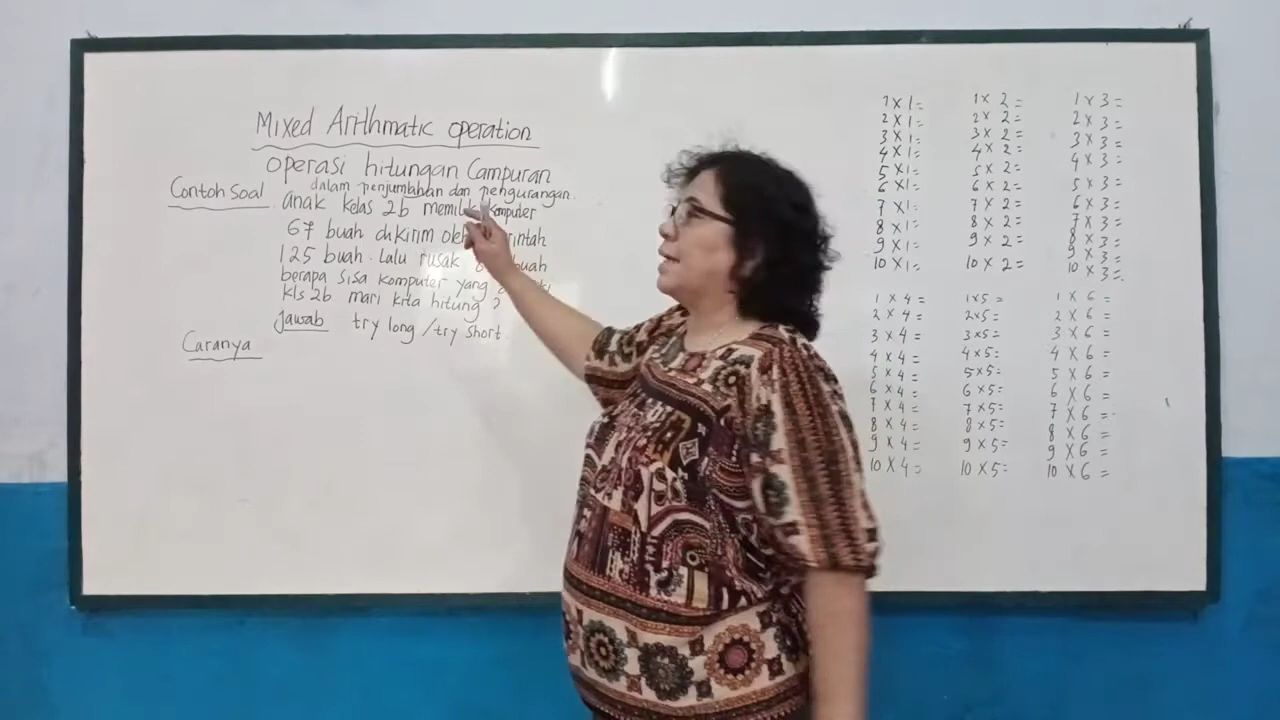 Mixed Arithmatic operation
operasi hitungan Campuran
dalam penjumlahan dan pengurangan.
Contoh soal. anak kelas 2b memiliki komputer
67 buah dikirim oleh
125 buah. Lalu rusak buah
berapa sisa komputer yang
kls 2b mari kita hitung ?
Jawab try long / try short.
Caranya
1 x 1 = 1 x 2 = 1 x 3 =
2 x 1 = 2 x 2 = 2 x 3 =
3 x 1 = 3 x 2 = 3 x 3 =
4 x 1 = 4 x 2 = 4 x 3 =
5 x 1 = 5 x 2 = 5 x 3 =
6 x 1 = 6 x 2 = 6 x 3 =
7 x 1 = 7 x 2 = 7 x 3 =
8 x 1 = 8 x 2 = 8 x 3 =
9 x 1 = 9 x 2 = 9 x 3 =
10 x 1 = 10 x 2 = 10 x 3 =
1 x 4 = 1 x 5 = 1 x 6 =
2 x 4 = 2 x 5 = 2 x 6 =
3 x 4 = 3 x 5 = 3 x 6 =
4 x 4 = 4 x 5 = 4 x 6 =
5 x 4 = 5 x 5 = 5 x 6 =
6 x 4 = 6 x 5 = 6 x 6 =
7 x 4 = 7 x 5 = 7 x 6 =
8 x 4 = 8 x 5 = 8 x 6 =
9 x 4 = 9 x 5 = 9 x 6 =
10 x 4 = 10 x 5 = 10 x 6 =